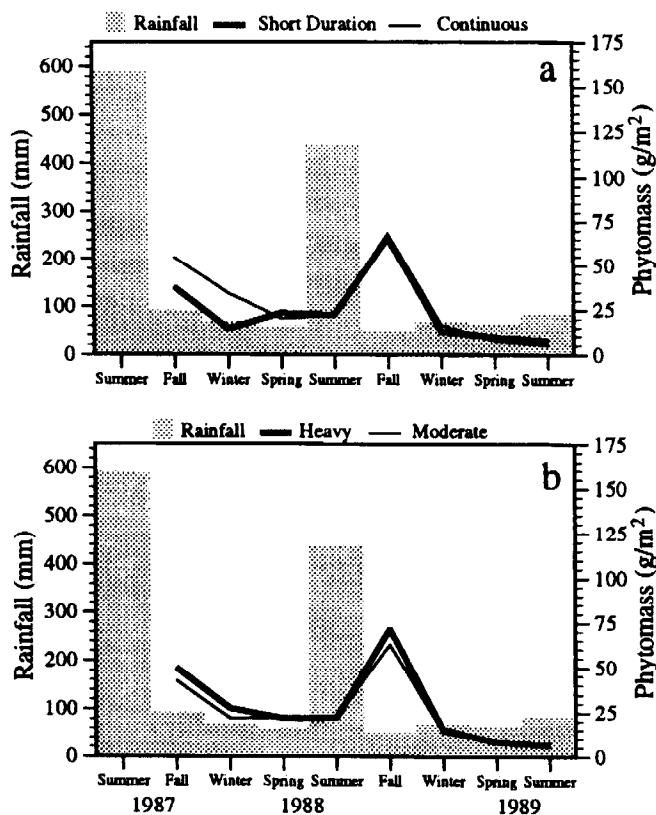 Rainfall Short Duration Continuous
a
600
500
400
300
200
100
0
Rainfall (mm)
175
150
125
100
75
50
25
0
Phytomass (g/m²)
Summer Fall Winter Spring Summer Fall Winter Spring Summer
Rainfall Heavy Moderate
b
600
500
400
300
200
100
0
Rainfall (mm)
175
150
125
100
75
50
25
0
Phytomass (g/m²)
Summer Fall Winter Spring Summer Fall Winter Spring Summer
1987 1988 1989